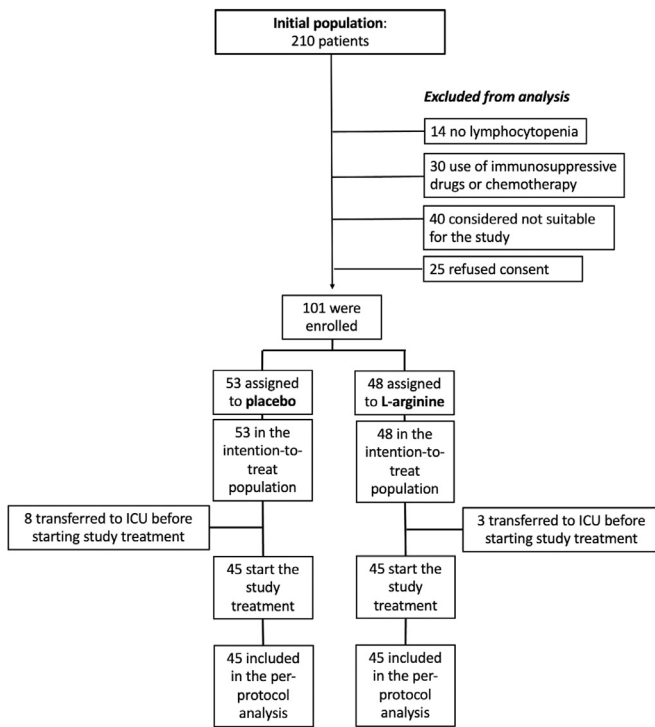 Initial population:
210 patients
Excluded from analysis
14 no lymphocytopenia
30 use of immunosuppressive
drugs or chemotherapy
40 considered not suitable
for the study
25 refused consent
101 were
enrolled
53 assigned
to placebo
48 assigned
to L-arginine
53 in the
intention-to-
treat
population
48 in the
intention-to-
treat
population
8 transferred to ICU before
starting study treatment
3 transferred to ICU before
starting study treatment
45 start the
study
treatment
45 start the
study
treatment
45 included
in the per-
protocol
analysis
45 included
in the per-
protocol
analysis